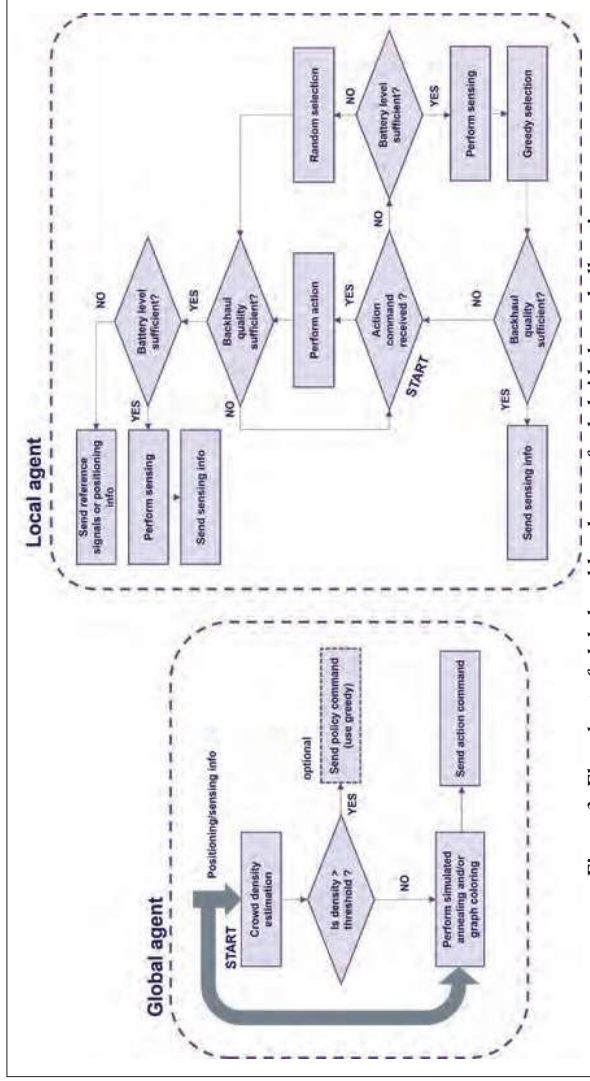 Global agent
Positioning/sensing info
START
Crowd density
estimation
Is density >
threshold ?
optional
Send policy command
(use greedy)
YES
NO
Perform simulated
annealing and/or
graph coloring
Send action command
Local agent
Send reference
signals or positioning
info
NO
Battery level
sufficient?
YES
Perform sensing
Send sensing info
YES
Backhaul
quality
sufficient?
NO
Random selection
Perform action
YES
NO
Action
command
received ?
START
NO
Battery level
sufficient?
YES
Perform sensing
Greedy selection
NO
Backhaul
quality
sufficient?
YES
Send sensing info